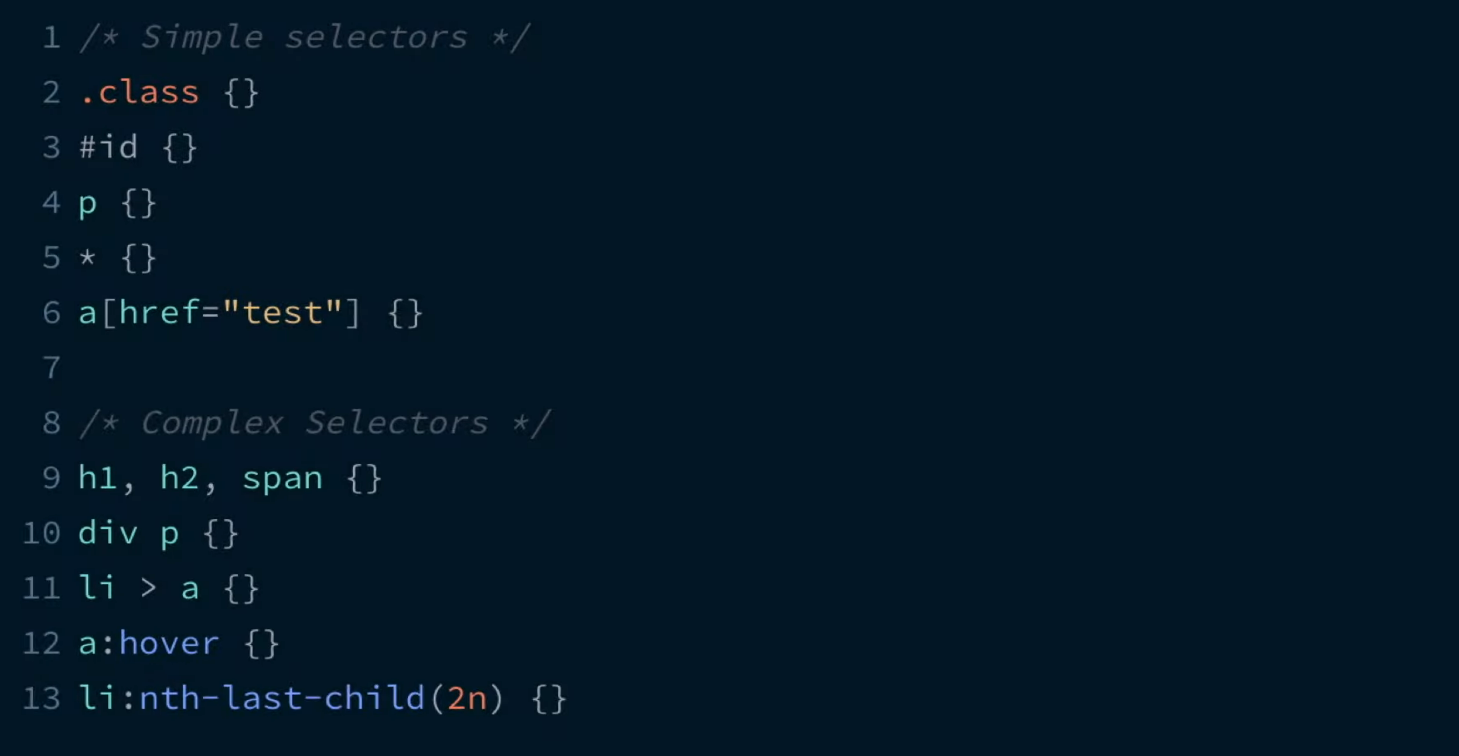 1 /* Simple selectors */
2 .class {}
3 #id {}
4 p {}
5 * {}
6 a[href="test"] {}
7
8 /* Complex Selectors */
9 h1, h2, span {}
10 div p {}
11 li > a {}
12 a:hover {}
13 li:nth-last-child(2n) {}